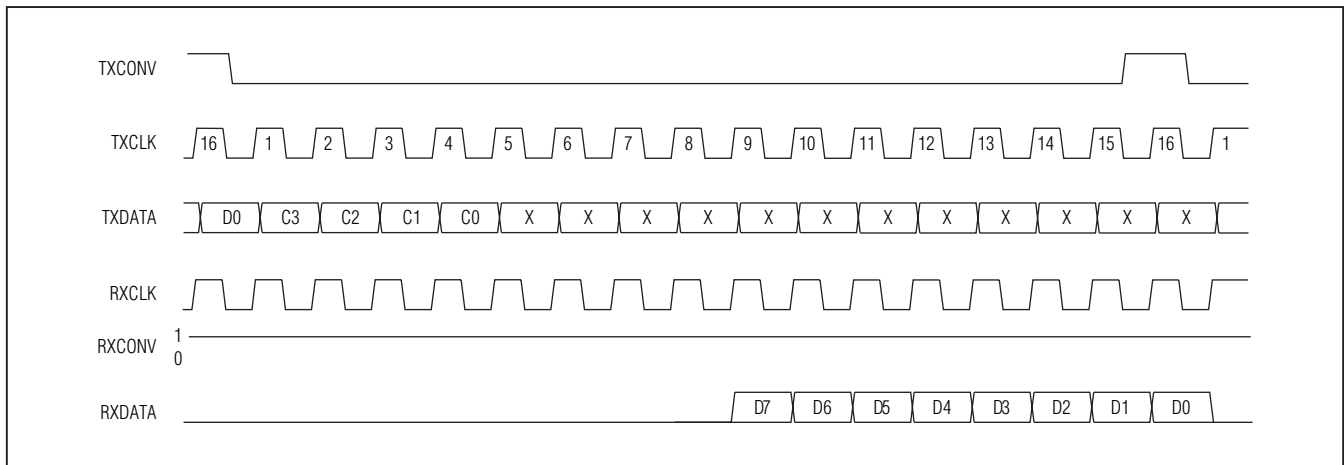 TXCONV
TXCLK 16 1 2 3 4 5 6 7 8 9 10 11 12 13 14 15 16 1
TXDATA D0 C3 C2 C1 C0 X X X X X X X X X X X X
RXCLK
RXCONV 1
0
RXDATA D7 D6 D5 D4 D3 D2 D1 D0